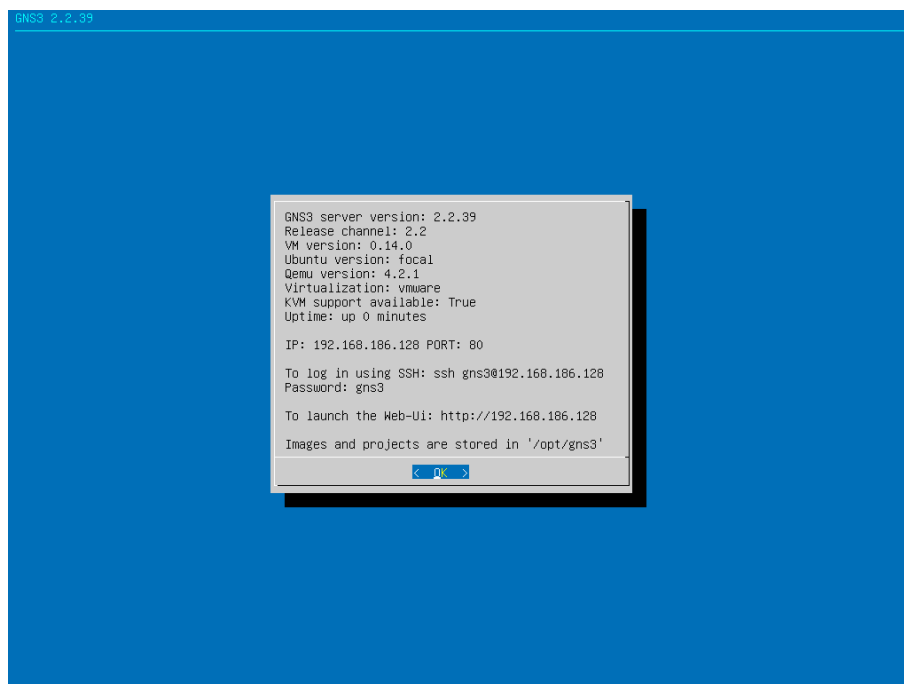 GNS3 2.2.39
GNS3 server version: 2.2.39
Release channel: 2.2
VM version: 0.14.0
Ubuntu version: focal
Qemu version: 4.2.1
Virtualization: vmware
KVM support available: True
Uptime: up 0 minutes
IP: 192.168.186.128 PORT: 80
To log in using SSH: ssh gns3@192.168.186.128
Password: gns3
To launch the Web-Ui: http://192.168.186.128
Images and projects are stored in '/opt/gns3'
< OK >